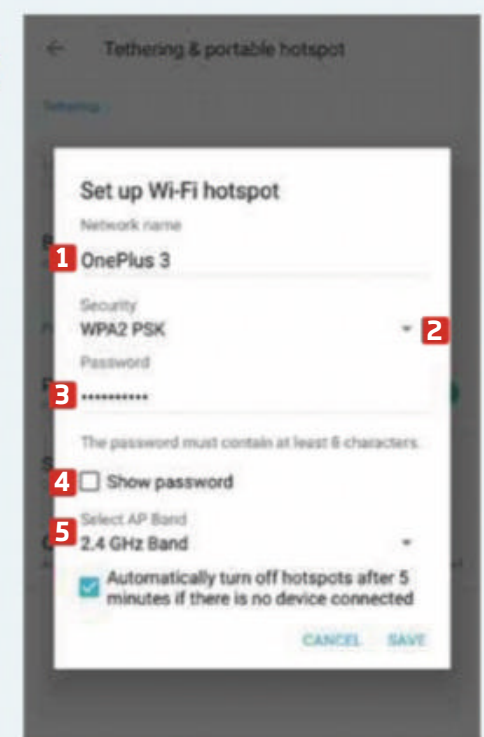 Tethering & portable hotspot
Tethering
Set up Wi-Fi hotspot
Network name
1 OnePlus 3
Security
WPA2 PSK
2
Password
3 ••••••••••
The password must contain at least 8 characters.
4 Show password
Select AP Band
5 2.4 GHz Band
Automatically turn off hotspots after 5
minutes if there is no device connected
CANCEL SAVE